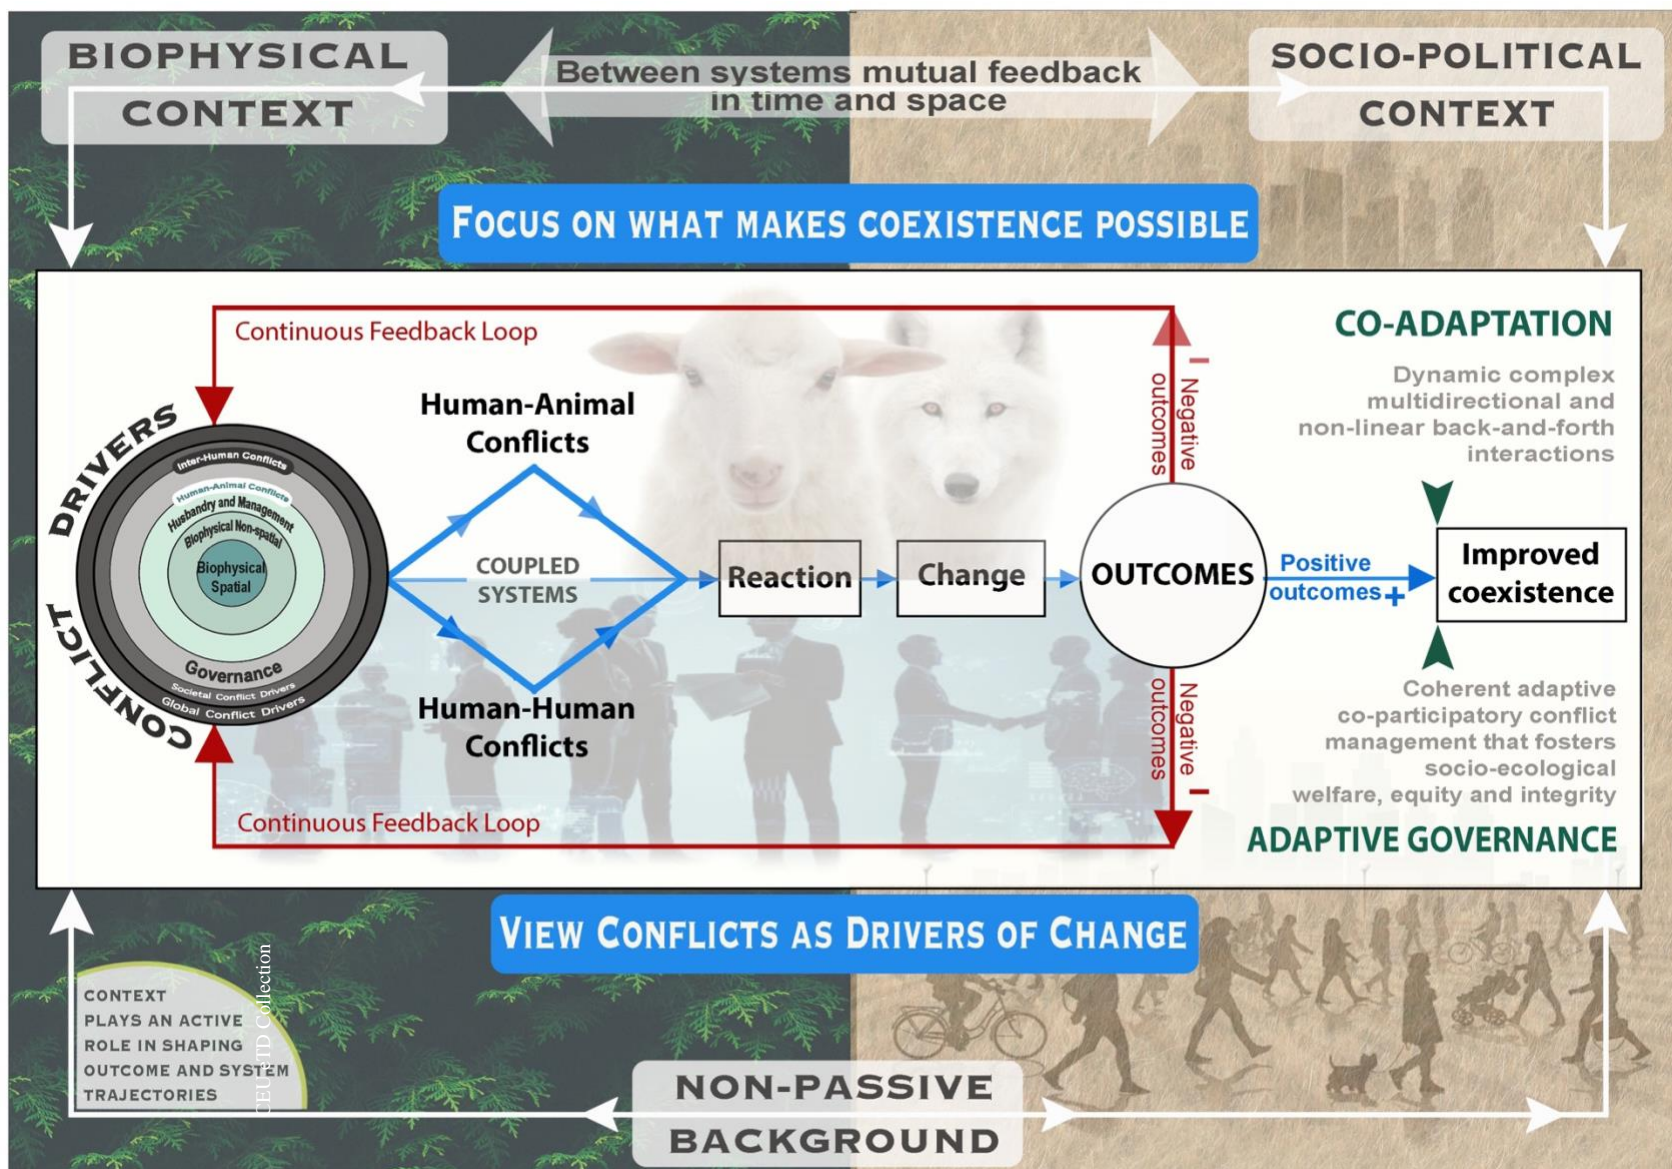 BIOPHYSICAL
CONTEXT
Between systems mutual feedback
in time and space
SOCIO-POLITICAL
CONTEXT
FOCUS ON WHAT MAKES COEXISTENCE POSSIBLE
Continuous Feedback Loop
CO-ADAPTATION
Dynamic complex
multidirectional and
non-linear back-and-forth
interactions
Negative
outcomes
Human-Animal
Conflicts
DRIVERS
CONFLICT
Inter-Human Conflicts
Human-Animal Conflicts
Husbandry and Management
Biophysical Non-spatial
Biophysical
Spatial
Governance
Societal Conflict Drivers
Global Conflict Drivers
COUPLED
SYSTEMS
Reaction
Change
OUTCOMES
Positive
outcomes +
Improved
coexistence
Human-Human
Conflicts
Negative
outcomes
Coherent adaptive
co-participatory conflict
management that fosters
socio-ecological
welfare, equity and integrity
ADAPTIVE GOVERNANCE
Continuous Feedback Loop
VIEW CONFLICTS AS DRIVERS OF CHANGE
CONTEXT
PLAYS AN ACTIVE
ROLE IN SHAPING
OUTCOME AND SYSTEM
TRAJECTORIES
CEU eTD Collection
NON-PASSIVE
BACKGROUND